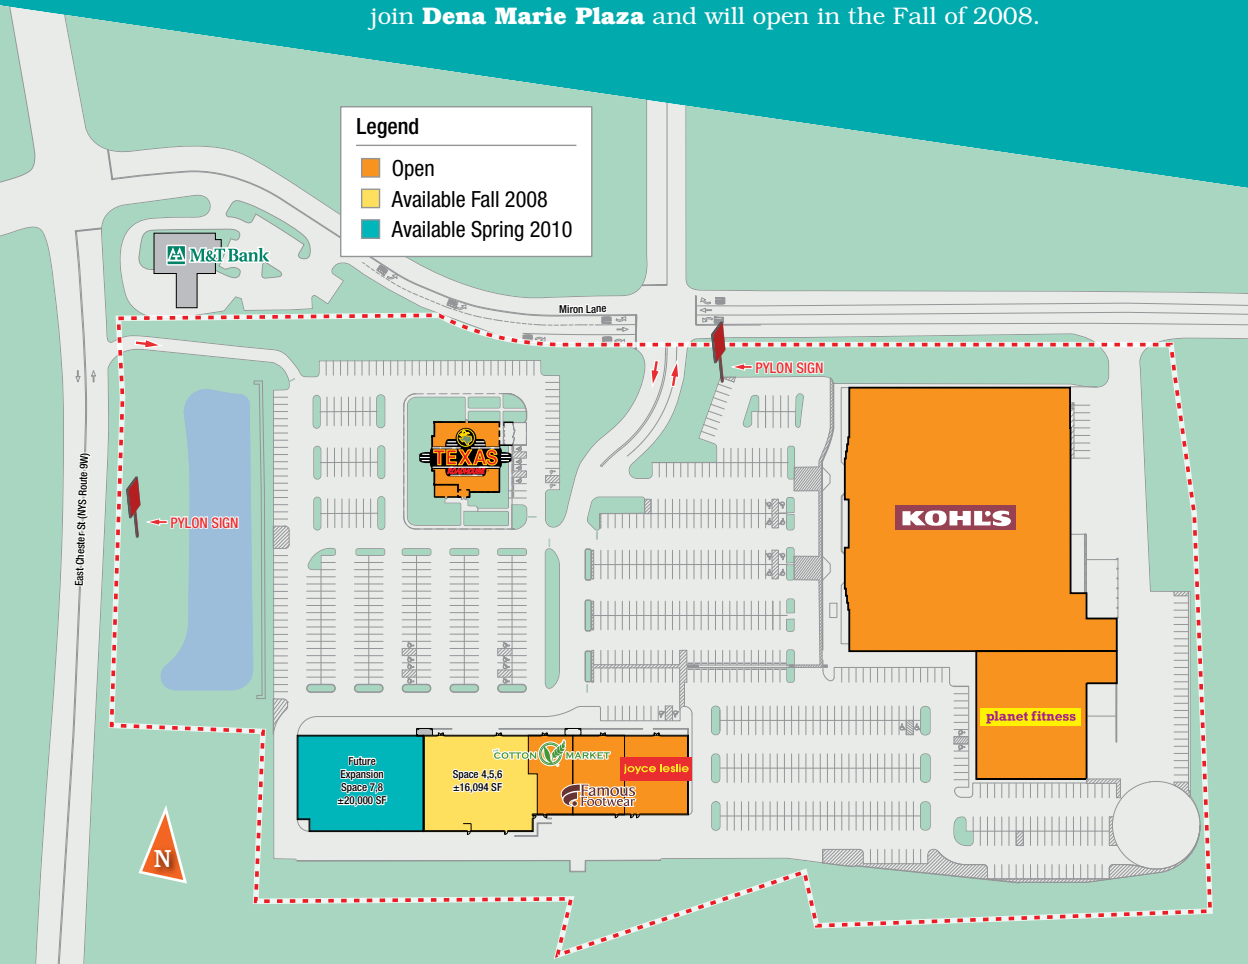 join Dena Marie Plaza and will open in the Fall of 2008.
Legend
Open
Available Fall 2008
Available Spring 2010
M&T Bank
Miron Lane
PYLON SIGN
East Chester St (NYS Route 9W)
TEXAS
ROADHOUSE
PYLON SIGN
KOHL'S
planet fitness
Future
Expansion
Space 7,8
±20,000 SF
Space 4,5,6
±16,094 SF
COTTON MARKET
joyce leslie
Famous
Footwear
N